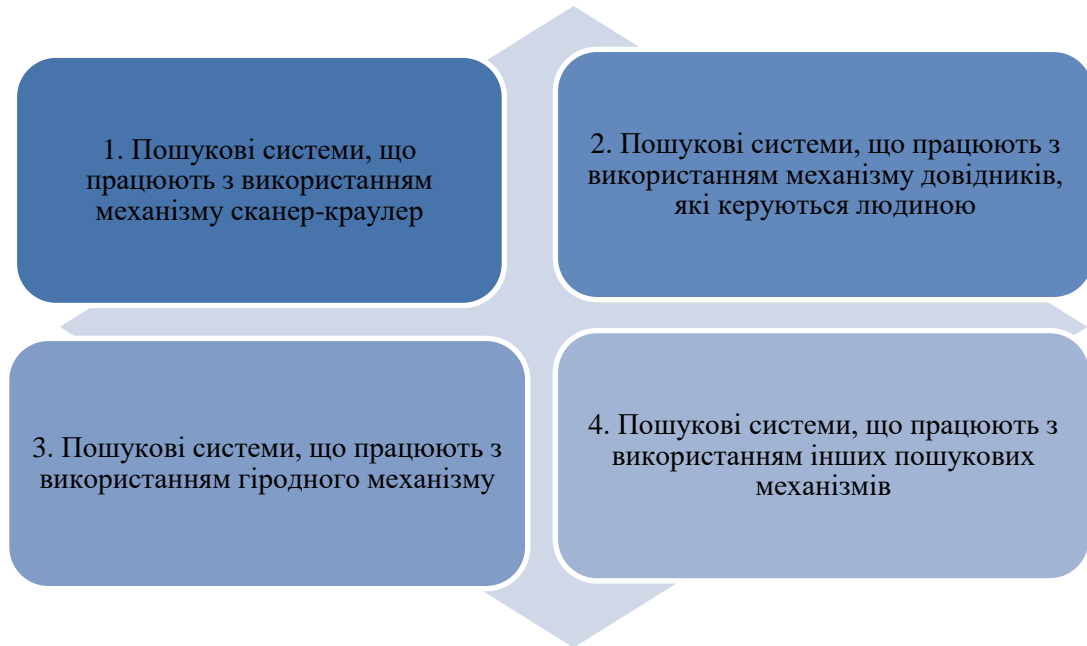 1. Пошукові системи, що
працюють з використанням
механізму сканер-краулер
2. Пошукові системи, що працюють з
використанням механізму довідників,
які керуються людиною
3. Пошукові системи, що працюють з
використанням гіродного механізму
4. Пошукові системи, що працюють з
використанням інших пошукових
механізмів